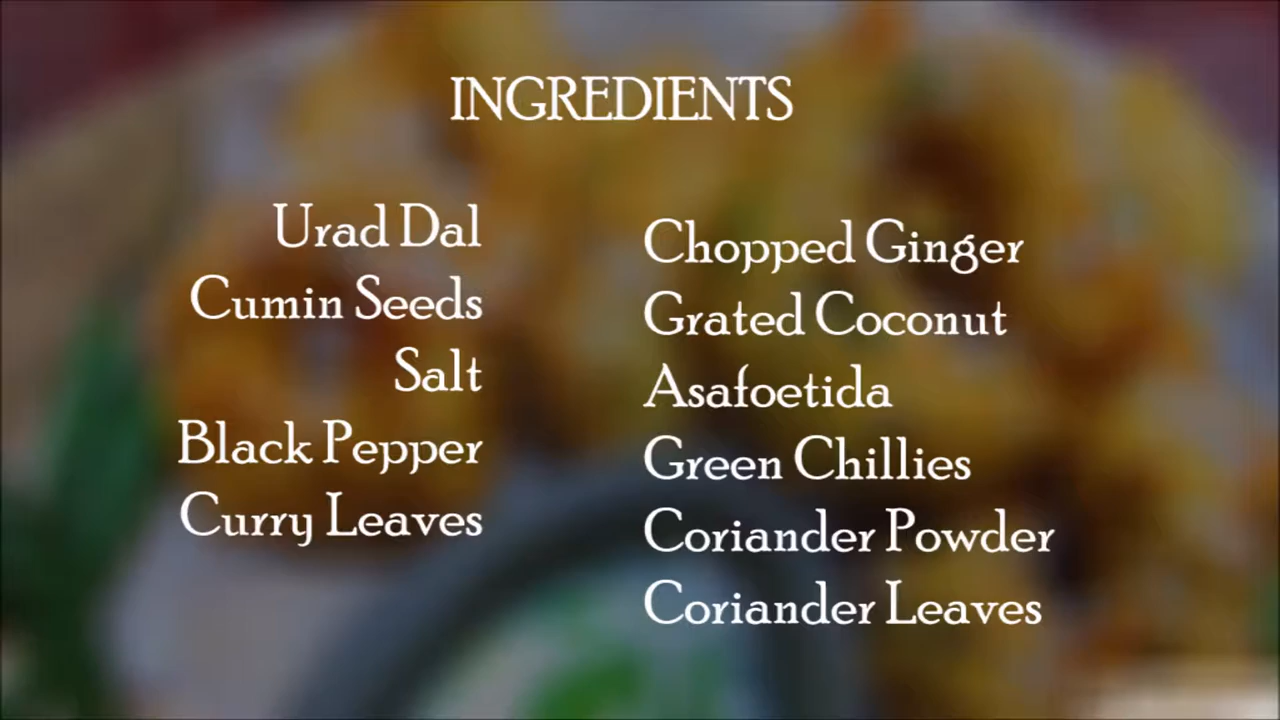 INGREDIENTS
Urad Dal
Cumin Seeds
Salt
Black Pepper
Curry Leaves
Chopped Ginger
Grated Coconut
Asafoetida
Green Chillies
Coriander Powder
Coriander Leaves